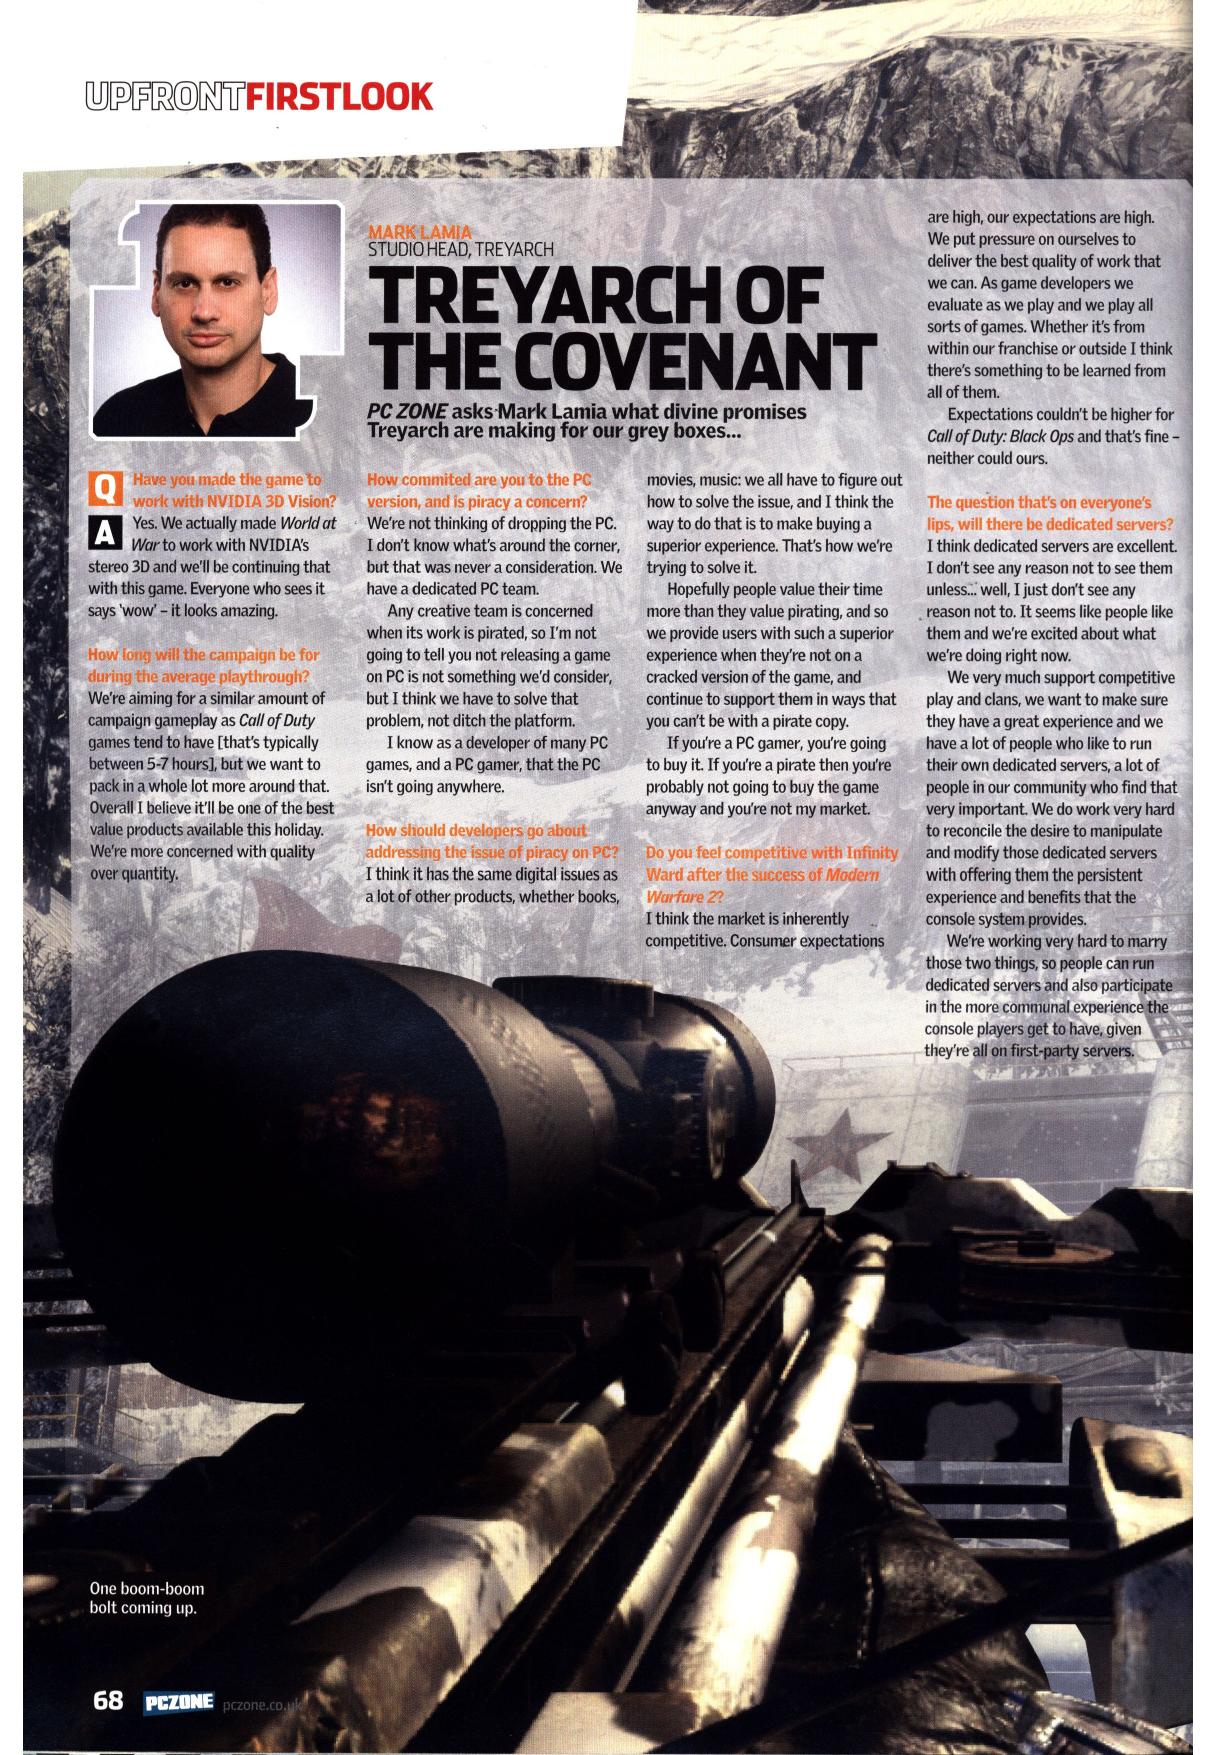 UPFRONTFIRSTLOOK
MARK LAMIA
STUDIO HEAD, TREYARCH
TREYARCH OF
THE COVENANT
PC ZONE asks Mark Lamia what divine promises
Treyarch are making for our grey boxes...
Q
Have you made the game to
work with NVIDIA 3D Vision?
A
Yes. We actually made World at
War to work with NVIDIA's
stereo 3D and we'll be continuing that
with this game. Everyone who sees it
says 'wow' – it looks amazing.
How long will the campaign be for
during the average playthrough?
We're aiming for a similar amount of
campaign gameplay as Call of Duty
games tend to have [that's typically
between 5-7 hours], but we want to
pack in a whole lot more around that.
Overall I believe it'll be one of the best
value products available this holiday.
We're more concerned with quality
over quantity.
How commited are you to the PC
version, and is piracy a concern?
We're not thinking of dropping the PC.
I don't know what's around the corner,
but that was never a consideration. We
have a dedicated PC team.
Any creative team is concerned
when its work is pirated, so I'm not
going to tell you not releasing a game
on PC is not something we'd consider,
but I think we have to solve that
problem, not ditch the platform.
I know as a developer of many PC
games, and a PC gamer, that the PC
isn't going anywhere.
How should developers go about
addressing the issue of piracy on PC?
I think it has the same digital issues as
a lot of other products, whether books,
movies, music: we all have to figure out
how to solve the issue, and I think the
way to do that is to make buying a
superior experience. That's how we're
trying to solve it.
Hopefully people value their time
more than they value pirating, and so
we provide users with such a superior
experience when they're not on a
cracked version of the game, and
continue to support them in ways that
you can't be with a pirate copy.
If you're a PC gamer, you're going
to buy it. If you're a pirate then you're
probably not going to buy the game
anyway and you're not my market.
Do you feel competitive with Infinity
Ward after the success of Modern
Warfare 2?
I think the market is inherently
competitive. Consumer expectations
are high, our expectations are high.
We put pressure on ourselves to
deliver the best quality of work that
we can. As game developers we
evaluate as we play and we play all
sorts of games. Whether it's from
within our franchise or outside I think
there's something to be learned from
all of them.
Expectations couldn't be higher for
Call of Duty: Black Ops and that's fine –
neither could ours.
The question that's on everyone's
lips, will there be dedicated servers?
I think dedicated servers are excellent.
I don't see any reason not to see them
unless... well, I just don't see any
reason not to. It seems like people like
them and we're excited about what
we're doing right now.
We very much support competitive
play and clans, we want to make sure
they have a great experience and we
have a lot of people who like to run
their own dedicated servers, a lot of
people in our community who find that
very important. We do work very hard
to reconcile the desire to manipulate
and modify those dedicated servers
with offering them the persistent
experience and benefits that the
console system provides.
We're working very hard to marry
those two things, so people can run
dedicated servers and also participate
in the more communal experience the
console players get to have, given
they're all on first-party servers.
One boom-boom
bolt coming up.
68 PCZONE pczone.co.uk